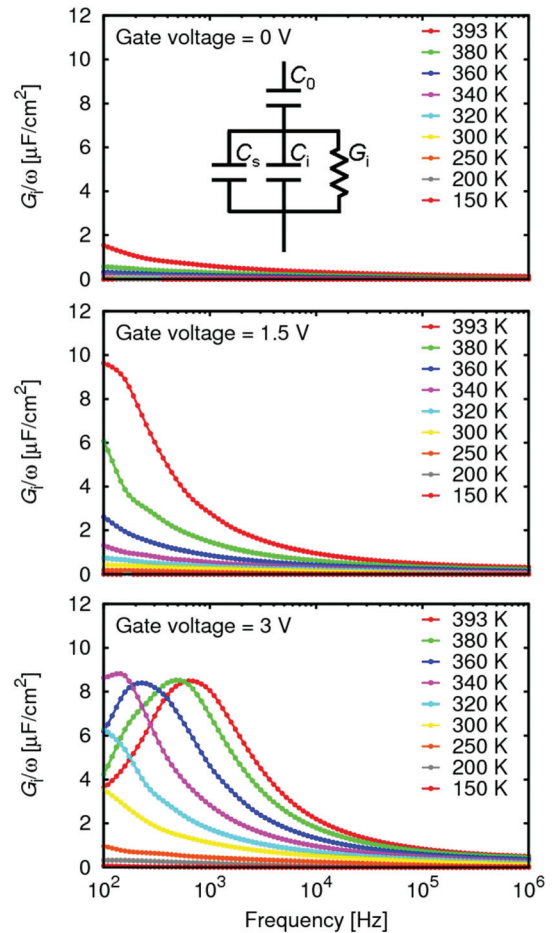 Gate voltage = 0 V
393 K
380 K
360 K
340 K
320 K
300 K
250 K
200 K
150 K
C0
Cs
Ci
Gi
Gi/ω [μF/cm2]
12
10
8
6
4
2
0
Gate voltage = 1.5 V
393 K
380 K
360 K
340 K
320 K
300 K
250 K
200 K
150 K
Gi/ω [μF/cm2]
12
10
8
6
4
2
0
Gate voltage = 3 V
393 K
380 K
360 K
340 K
320 K
300 K
250 K
200 K
150 K
Gi/ω [μF/cm2]
12
10
8
6
4
2
0
10^2 10^3 10^4 10^5 10^6
Frequency [Hz]